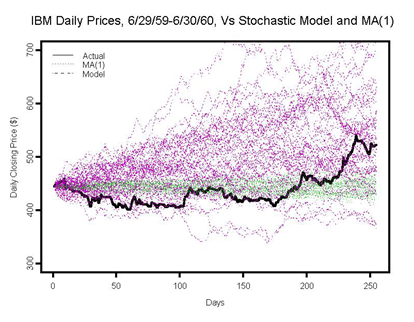 IBM Daily Prices, 6/29/59-6/30/60, Vs Stochastic Model and MA(1)
Actual
MA(1)
Model
Daily Closing Price ($)
700
600
500
400
300
0 50 100 150 200 250
Days